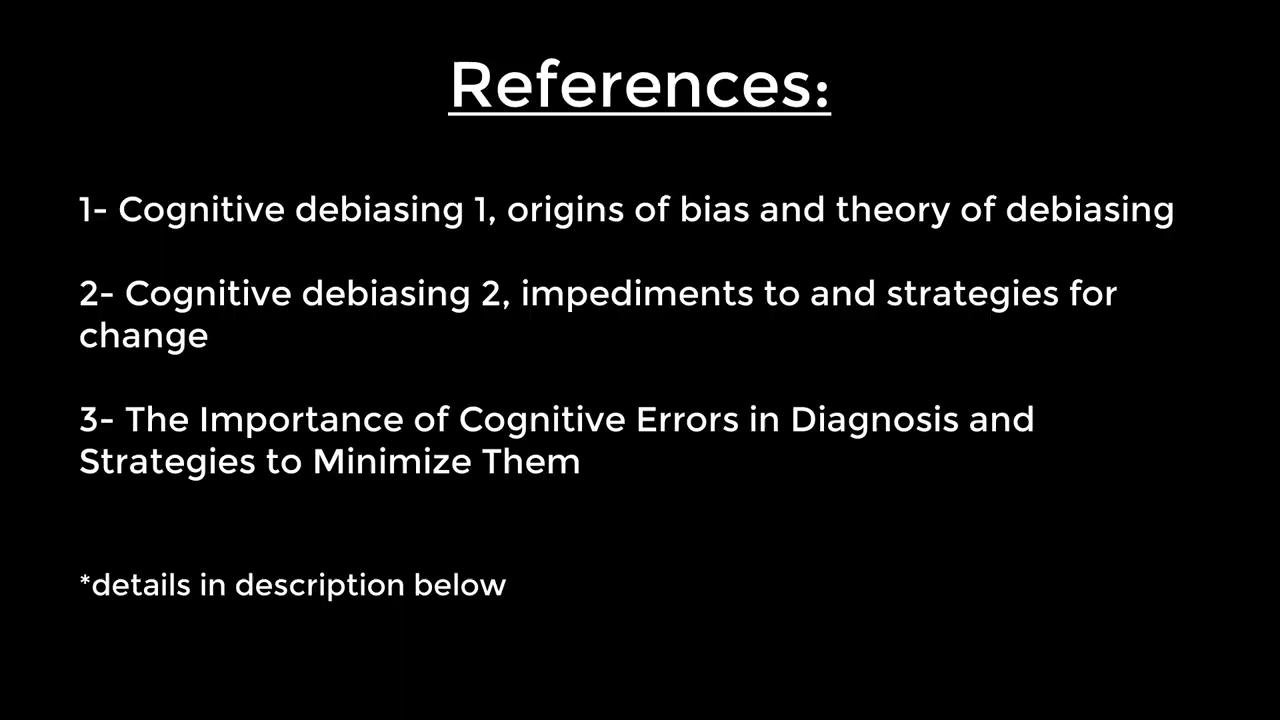 References:
1- Cognitive debiasing 1, origins of bias and theory of debiasing
2- Cognitive debiasing 2, impediments to and strategies for
change
3- The Importance of Cognitive Errors in Diagnosis and
Strategies to Minimize Them
*details in description below